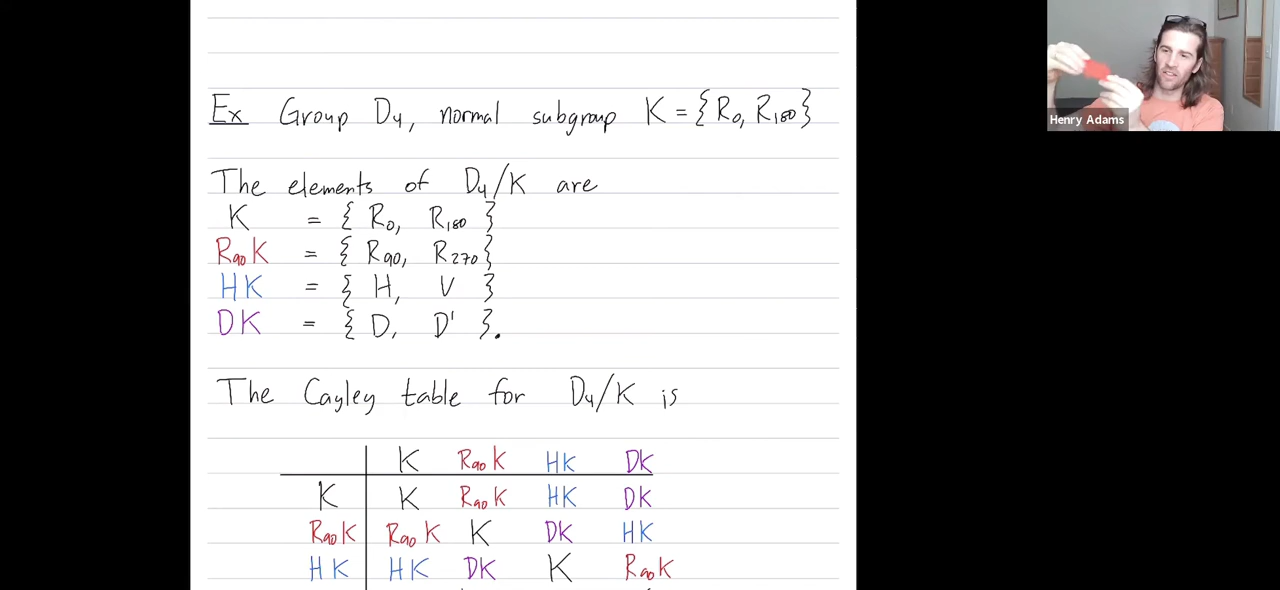 Ex Group D4, normal subgroup K = { R0, R180 }
Henry Adams
The elements of D4/K are
K = { R0, R180 }
R90K = { R90, R270 }
HK = { H, V }
DK = { D, D' }.
The Cayley table for D4/K is
K R90K HK DK
K K R90K HK DK
R90K R90K K DK HK
HK HK DK K R90K